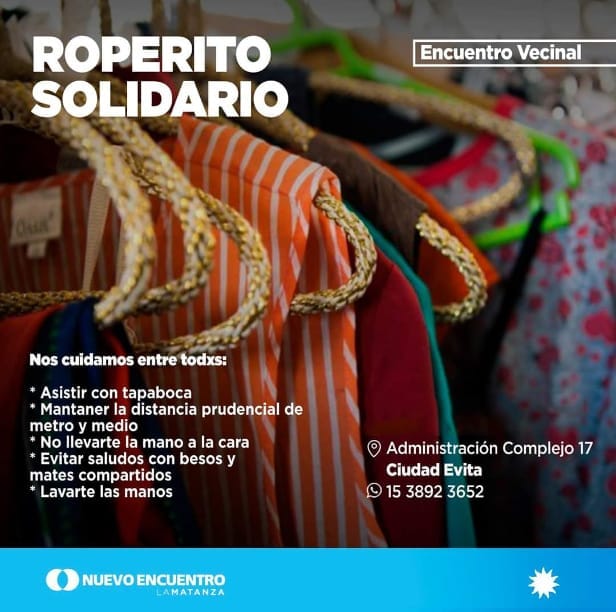 ROPERITO
SOLIDARIO
Encuentro Vecinal
Nos cuidamos entre todxs:
* Asistir con tapaboca
* Mantaner la distancia prudencial de
metro y medio
* No llevarte la mano a la cara
* Evitar saludos con besos y
mates compartidos
* Lavarte las manos
Administración Complejo 17
Ciudad Evita
15 3892 3652
NUEVO ENCUENTRO
LAMATANZA